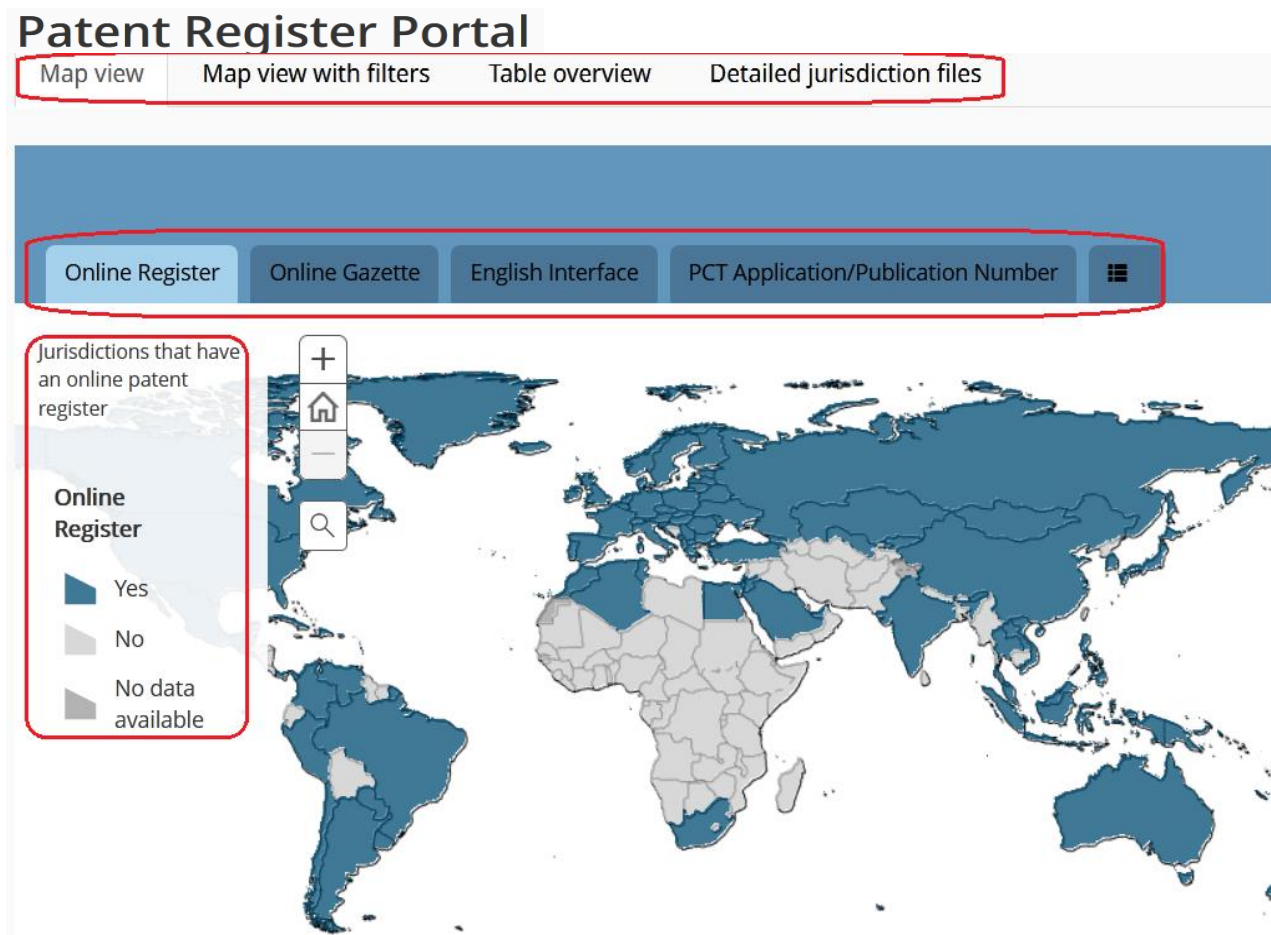 Patent Register Portal
Map view Map view with filters Table overview Detailed jurisdiction files
Online Register Online Gazette English Interface PCT Application/Publication Number
Jurisdictions that have
an online patent
register
Online
Register
Yes
No
No data
available